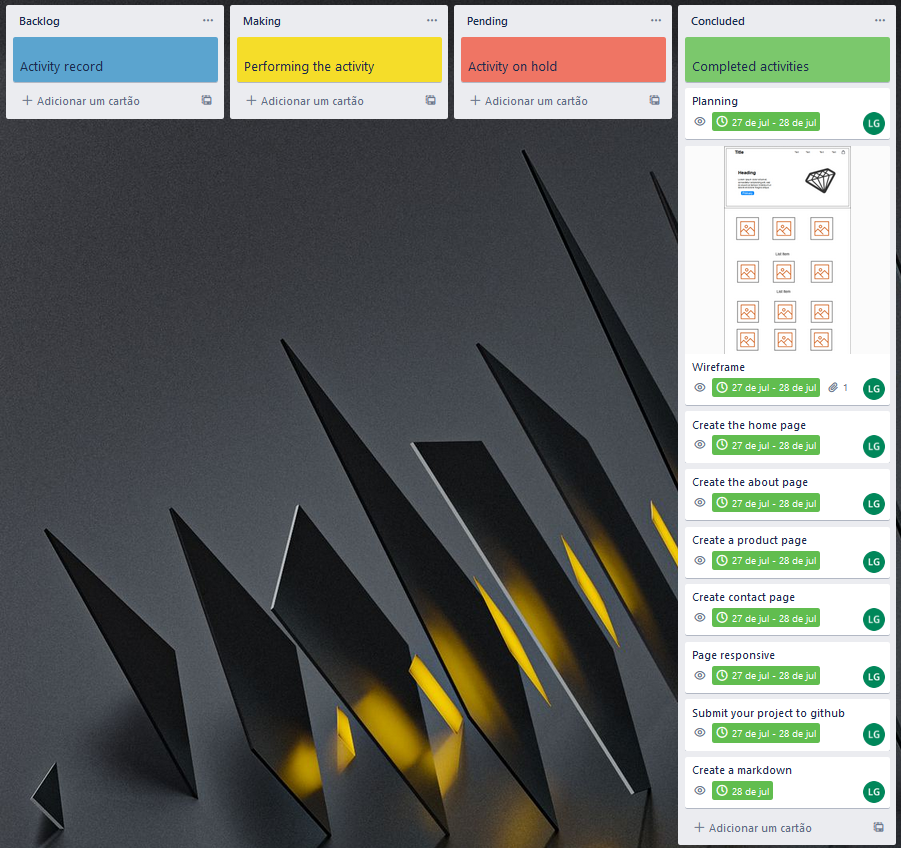 Backlog
Activity record
Adicionar um cartão
Making
Performing the activity
Adicionar um cartão
Pending
Activity on hold
Adicionar um cartão
Concluded
Completed activities
Planning
27 de jul - 28 de jul
LG
Title
Heading
List item
List item
Wireframe
27 de jul - 28 de jul
1
LG
Create the home page
27 de jul - 28 de jul
LG
Create the about page
27 de jul - 28 de jul
LG
Create a product page
27 de jul - 28 de jul
LG
Create contact page
27 de jul - 28 de jul
LG
Page responsive
27 de jul - 28 de jul
LG
Submit your project to github
27 de jul - 28 de jul
LG
Create a markdown
28 de jul
LG
Adicionar um cartão